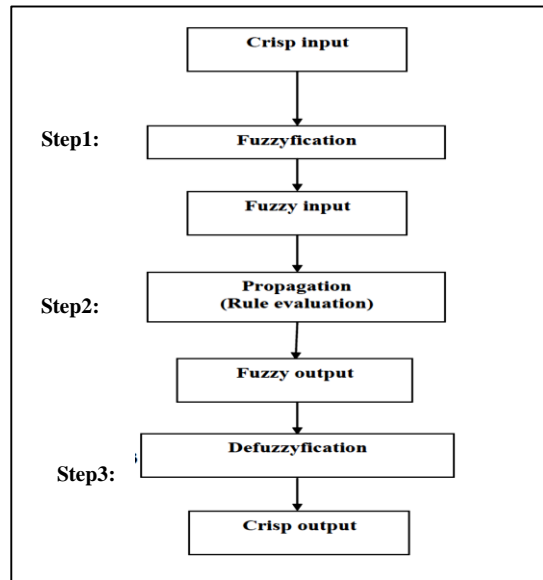 Crisp input
Step1:
Fuzzyfication
Fuzzy input
Propagation
Step2:
(Rule evaluation)
Fuzzy output
Defuzzyfication
Step3:
Crisp output